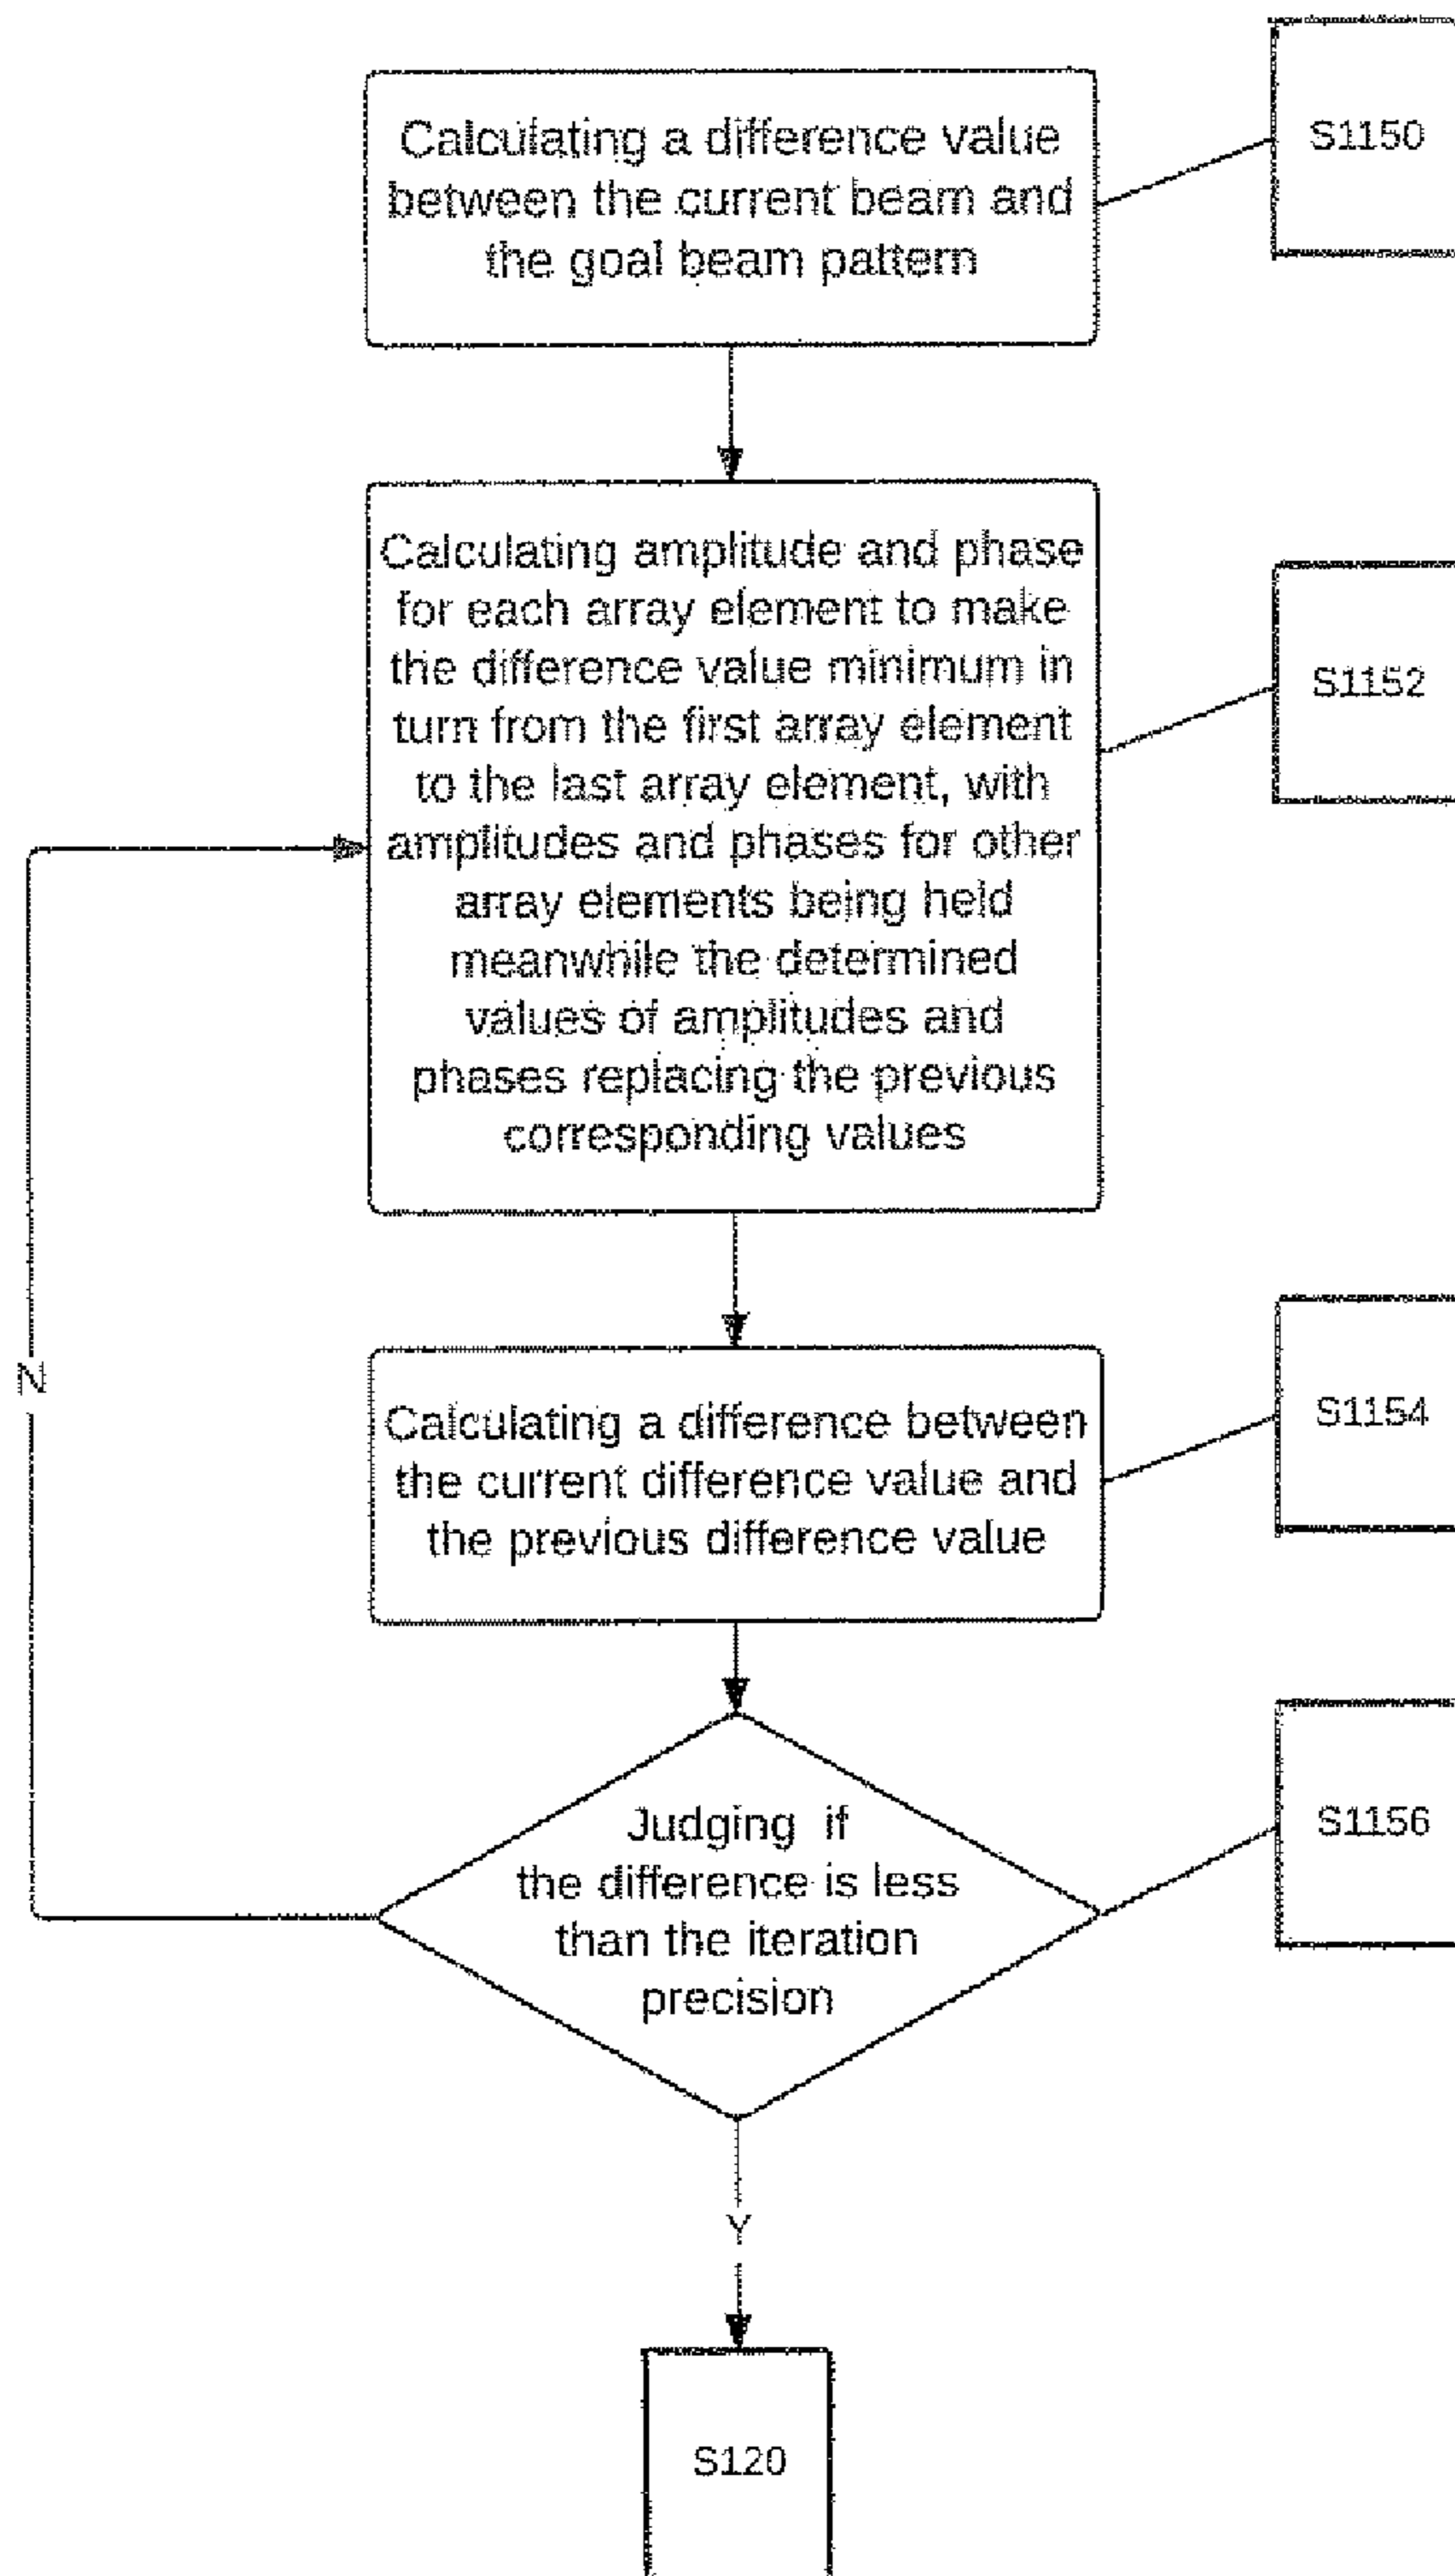 Calculating a difference value
between the current beam and
the goal beam pattern
S1150
Calculating amplitude and phase
for each array element to make
the difference value minimum in
turn from the first array element
to the last array element, with
amplitudes and phases for other
array elements being held
meanwhile the determined
values of amplitudes and
phases replacing the previous
corresponding values
S1152
N
Calculating a difference between
the current difference value and
the previous difference value
S1154
Judging if
the difference is less
than the iteration
precision
S1156
Y
S120